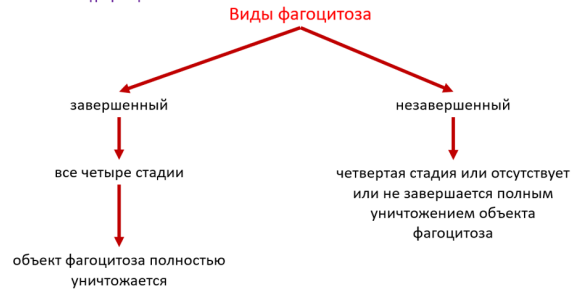 Виды фагоцитоза
завершенный
незавершенный
все четыре стадии
четвертая стадия или отсутствует
или не завершается полным
уничтожением объекта
фагоцитоза
объект фагоцитоза полностью
уничтожается